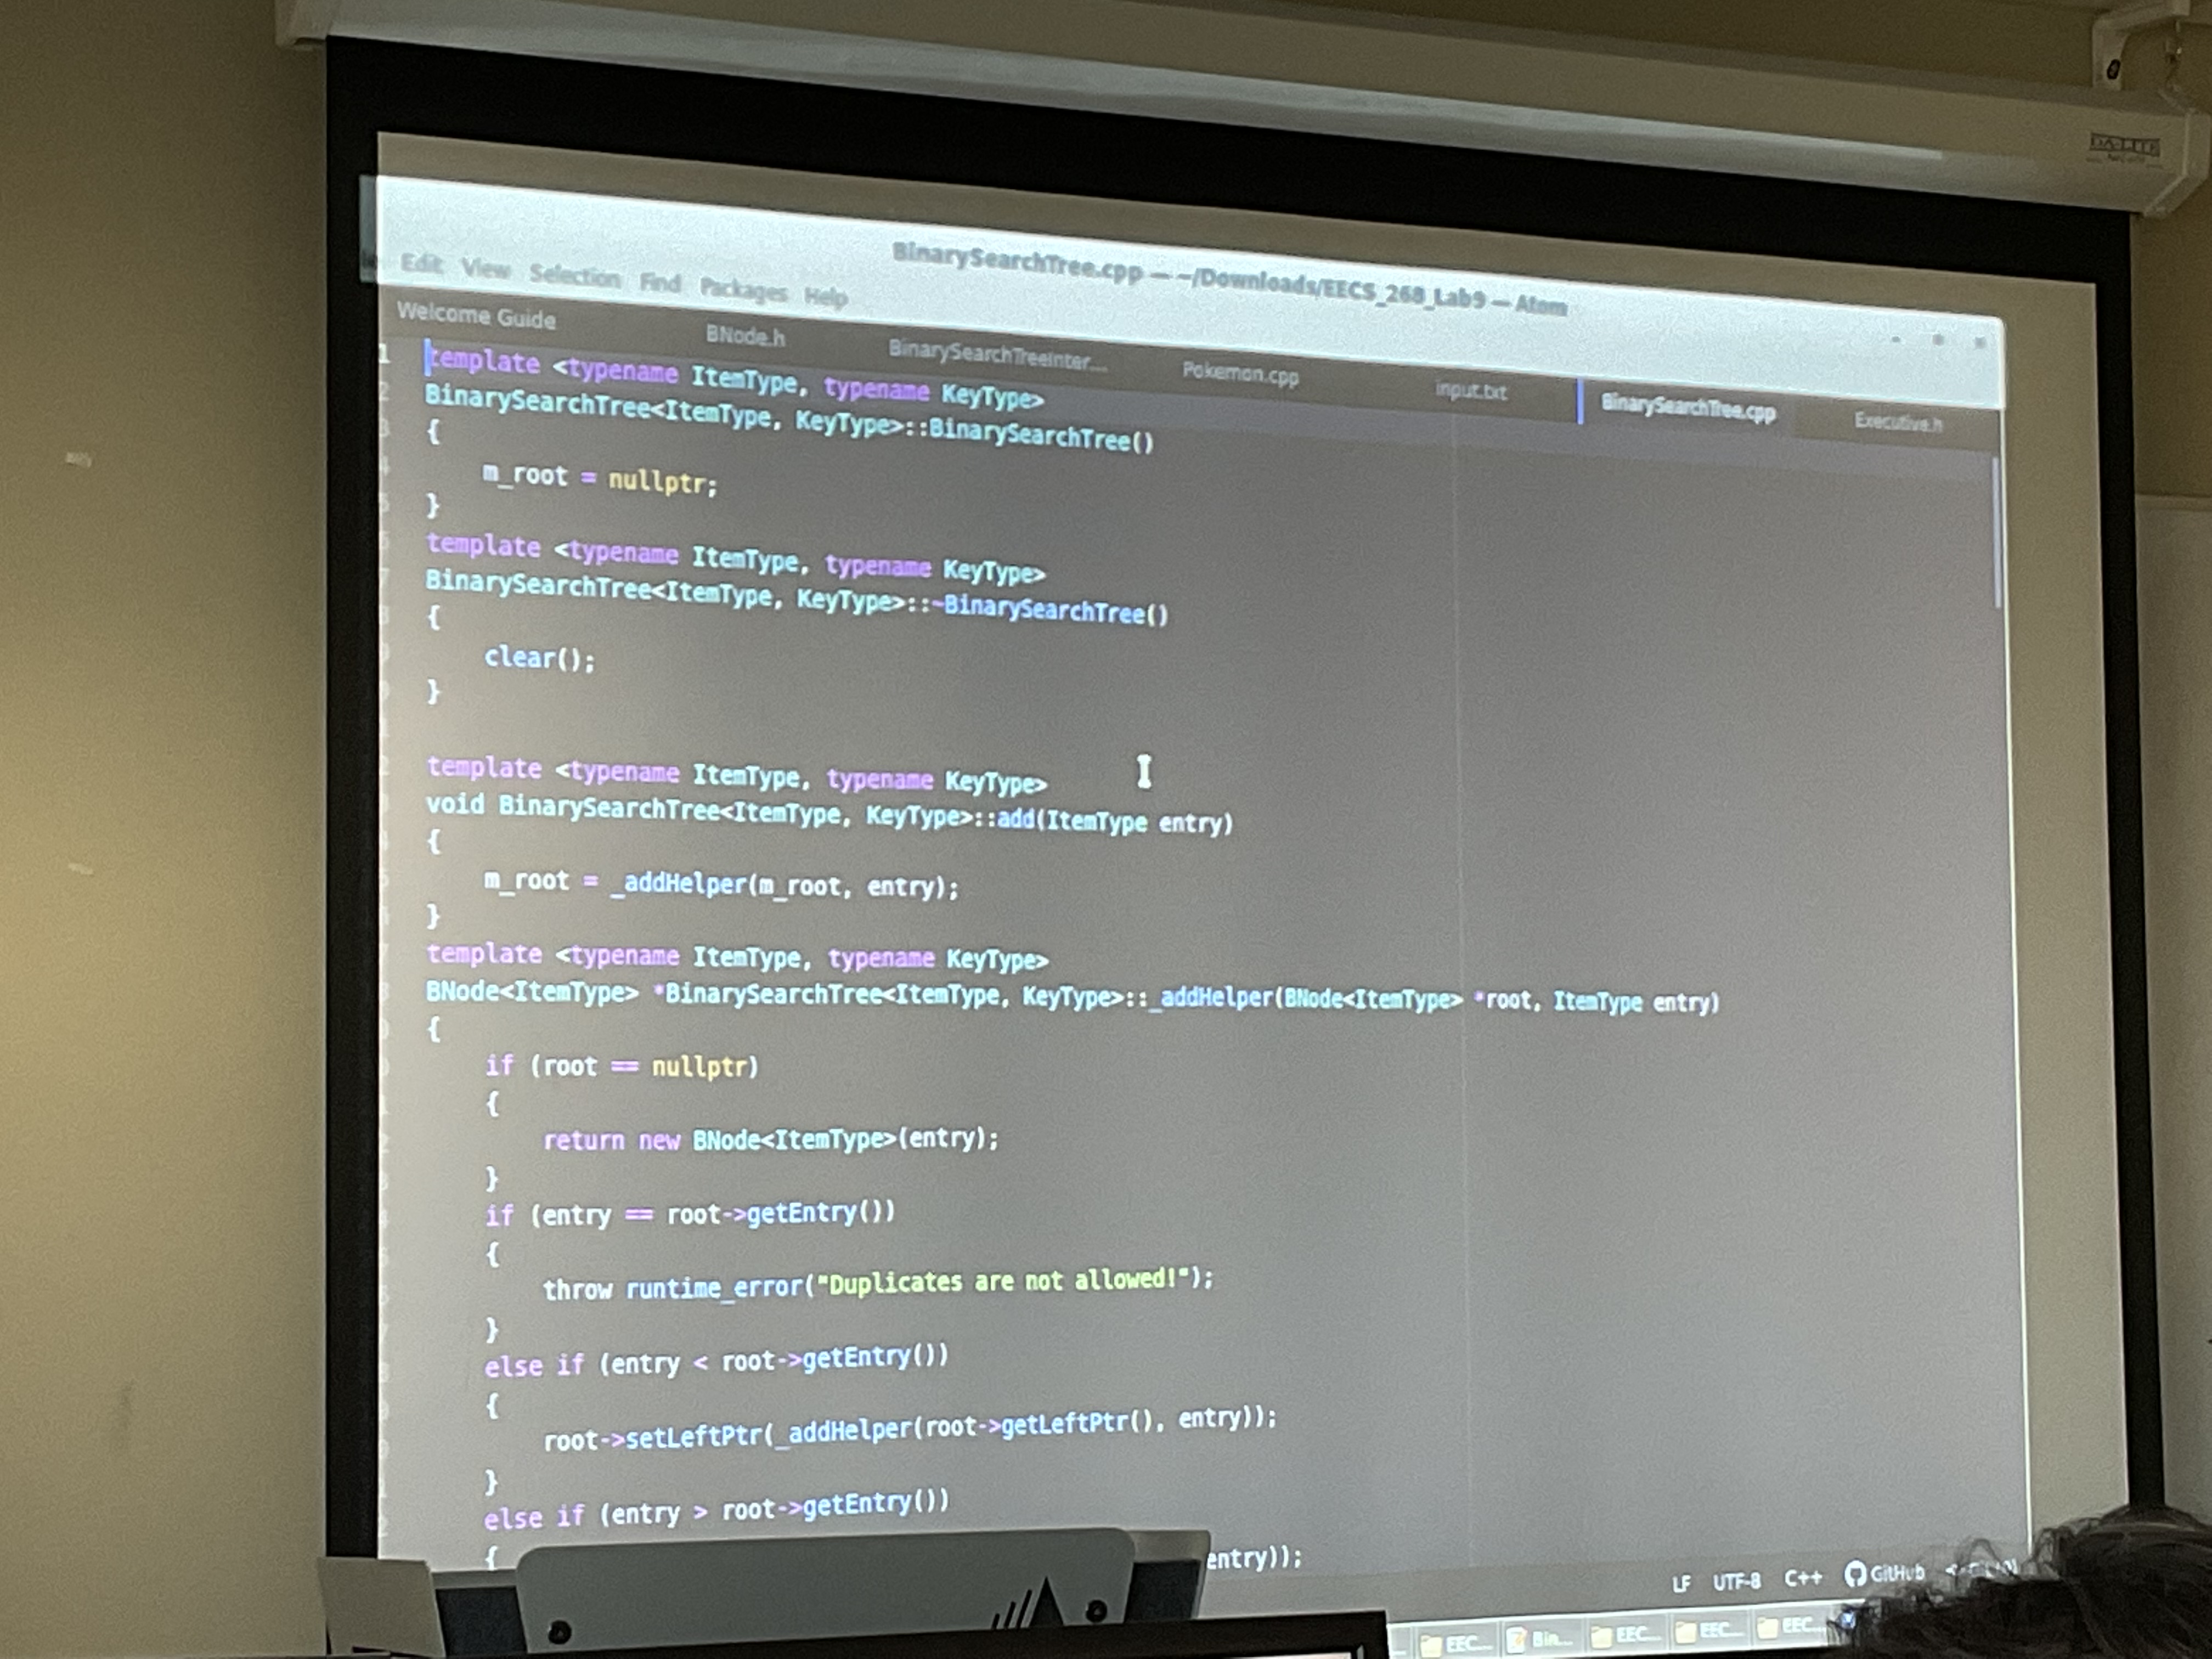 DA-LITE
BinarySearchTree.cpp — ~/Downloads/EECS_268_Lab9 — Atom
Edit View Selection Find Packages Help
Welcome Guide BNode.h BinarySearchTreeInter... Pokemon.cpp input.txt BinarySearchTree.cpp Executive.h
1 template <typename ItemType, typename KeyType>
2 BinarySearchTree<ItemType, KeyType>::BinarySearchTree()
{
m_root = nullptr;
}
template <typename ItemType, typename KeyType>
BinarySearchTree<ItemType, KeyType>::~BinarySearchTree()
{
clear();
}
template <typename ItemType, typename KeyType>
void BinarySearchTree<ItemType, KeyType>::add(ItemType entry)
{
m_root = _addHelper(m_root, entry);
}
template <typename ItemType, typename KeyType>
BNode<ItemType> *BinarySearchTree<ItemType, KeyType>::_addHelper(BNode<ItemType> *root, ItemType entry)
{
if (root == nullptr)
{
return new BNode<ItemType>(entry);
}
if (entry == root->getEntry())
{
throw runtime_error("Duplicates are not allowed!");
}
else if (entry < root->getEntry())
{
root->setLeftPtr(_addHelper(root->getLeftPtr(), entry));
}
else if (entry > root->getEntry())
{
entry));
LF UTF-8 C++ GitHub
EEC... Bin... EEC... EEC... EEC...